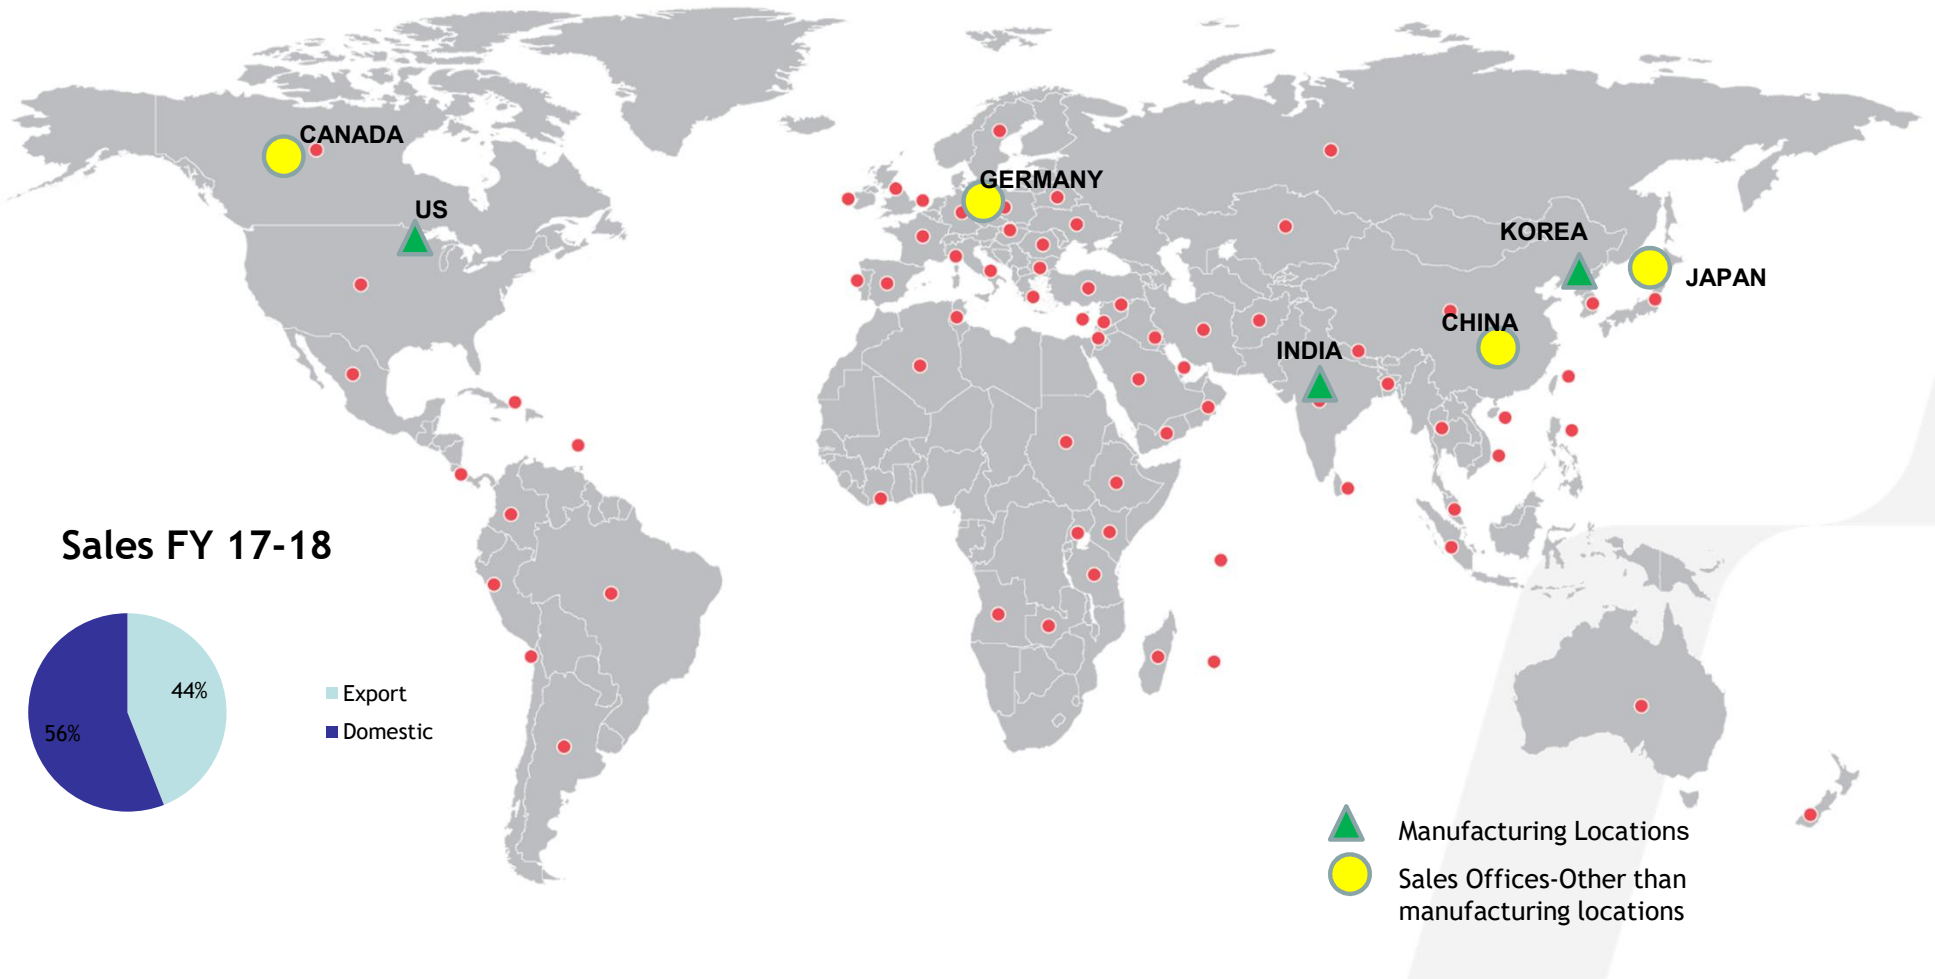 CANADA
US
GERMANY
KOREA
JAPAN
CHINA
INDIA
Sales FY 17-18
44%
56%
Export
Domestic
Manufacturing Locations
Sales Offices-Other than
manufacturing locations